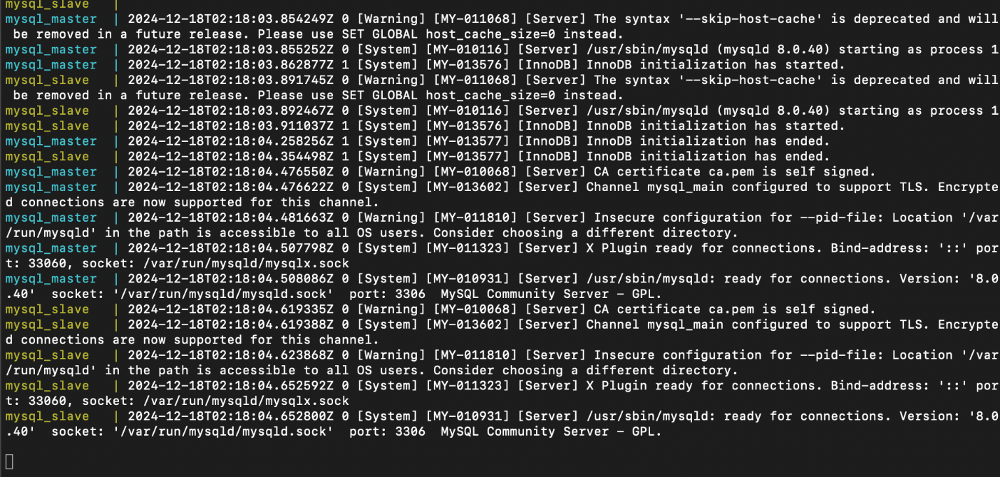 mysql_slave   |
mysql_master  | 2024-12-18T02:18:03.854249Z 0 [Warning] [MY-011068] [Server] The syntax '--skip-host-cache' is deprecated and will
 be removed in a future release. Please use SET GLOBAL host_cache_size=0 instead.
mysql_master  | 2024-12-18T02:18:03.855252Z 0 [System] [MY-010116] [Server] /usr/sbin/mysqld (mysqld 8.0.40) starting as process 1
mysql_master  | 2024-12-18T02:18:03.862877Z 1 [System] [MY-013576] [InnoDB] InnoDB initialization has started.
mysql_slave   | 2024-12-18T02:18:03.891745Z 0 [Warning] [MY-011068] [Server] The syntax '--skip-host-cache' is deprecated and will
 be removed in a future release. Please use SET GLOBAL host_cache_size=0 instead.
mysql_slave   | 2024-12-18T02:18:03.892467Z 0 [System] [MY-010116] [Server] /usr/sbin/mysqld (mysqld 8.0.40) starting as process 1
mysql_slave   | 2024-12-18T02:18:03.911037Z 1 [System] [MY-013576] [InnoDB] InnoDB initialization has started.
mysql_master  | 2024-12-18T02:18:04.258256Z 1 [System] [MY-013577] [InnoDB] InnoDB initialization has ended.
mysql_slave   | 2024-12-18T02:18:04.354498Z 1 [System] [MY-013577] [InnoDB] InnoDB initialization has ended.
mysql_master  | 2024-12-18T02:18:04.476550Z 0 [Warning] [MY-010068] [Server] CA certificate ca.pem is self signed.
mysql_master  | 2024-12-18T02:18:04.476622Z 0 [System] [MY-013602] [Server] Channel mysql_main configured to support TLS. Encrypte
d connections are now supported for this channel.
mysql_master  | 2024-12-18T02:18:04.481663Z 0 [Warning] [MY-011810] [Server] Insecure configuration for --pid-file: Location '/var
/run/mysqld' in the path is accessible to all OS users. Consider choosing a different directory.
mysql_master  | 2024-12-18T02:18:04.507798Z 0 [System] [MY-011323] [Server] X Plugin ready for connections. Bind-address: '::' por
t: 33060, socket: /var/run/mysqld/mysqlx.sock
mysql_master  | 2024-12-18T02:18:04.508086Z 0 [System] [MY-010931] [Server] /usr/sbin/mysqld: ready for connections. Version: '8.0
.40'  socket: '/var/run/mysqld/mysqld.sock'  port: 3306  MySQL Community Server - GPL.
mysql_slave   | 2024-12-18T02:18:04.619335Z 0 [Warning] [MY-010068] [Server] CA certificate ca.pem is self signed.
mysql_slave   | 2024-12-18T02:18:04.619388Z 0 [System] [MY-013602] [Server] Channel mysql_main configured to support TLS. Encrypte
d connections are now supported for this channel.
mysql_slave   | 2024-12-18T02:18:04.623868Z 0 [Warning] [MY-011810] [Server] Insecure configuration for --pid-file: Location '/var
/run/mysqld' in the path is accessible to all OS users. Consider choosing a different directory.
mysql_slave   | 2024-12-18T02:18:04.652592Z 0 [System] [MY-011323] [Server] X Plugin ready for connections. Bind-address: '::' por
t: 33060, socket: /var/run/mysqld/mysqlx.sock
mysql_slave   | 2024-12-18T02:18:04.652800Z 0 [System] [MY-010931] [Server] /usr/sbin/mysqld: ready for connections. Version: '8.0
.40'  socket: '/var/run/mysqld/mysqld.sock'  port: 3306  MySQL Community Server - GPL.